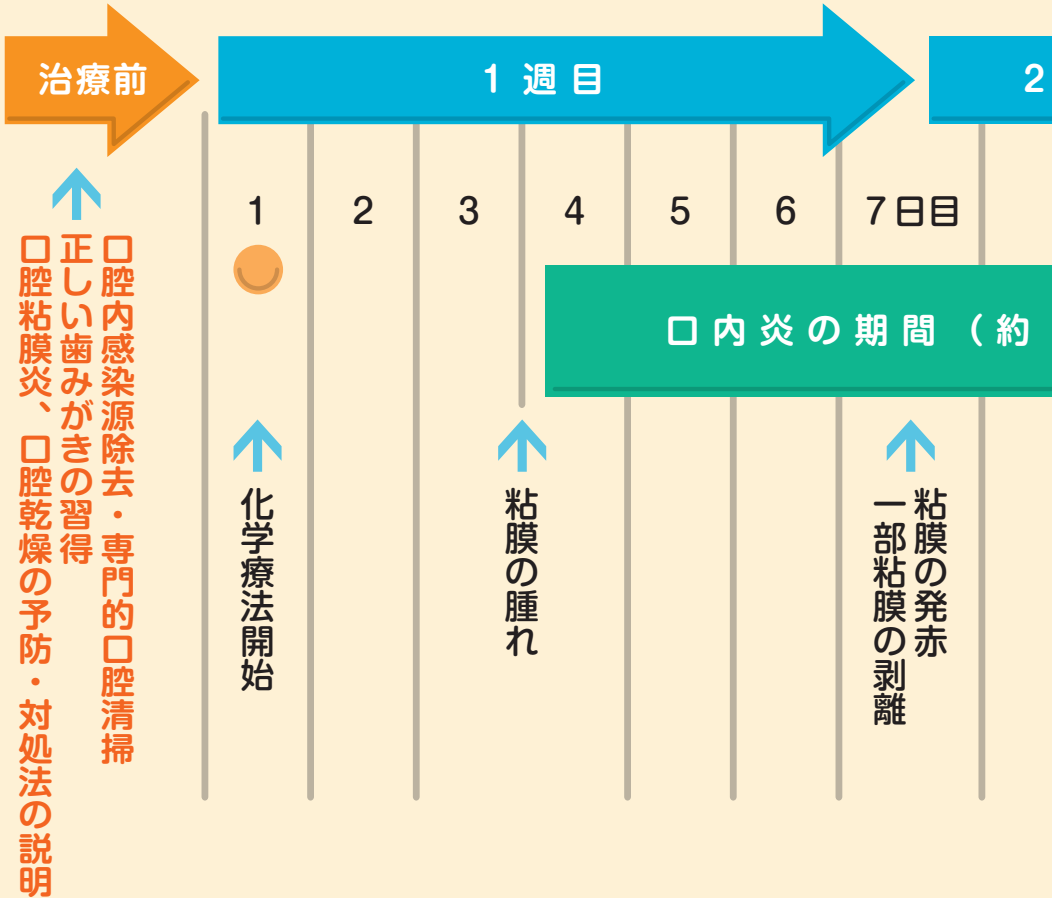 治療前
1 週 目
2
1
2
3
4
5
6
7日目
口 内 炎 の 期 間 （ 約
口腔内感染源除去・専門的口腔清掃
正しい歯みがきの習得
口腔粘膜炎、口腔乾燥の予防・対処法の説明
化学療法開始
粘膜の腫れ
粘膜の発赤
一部粘膜の剥離